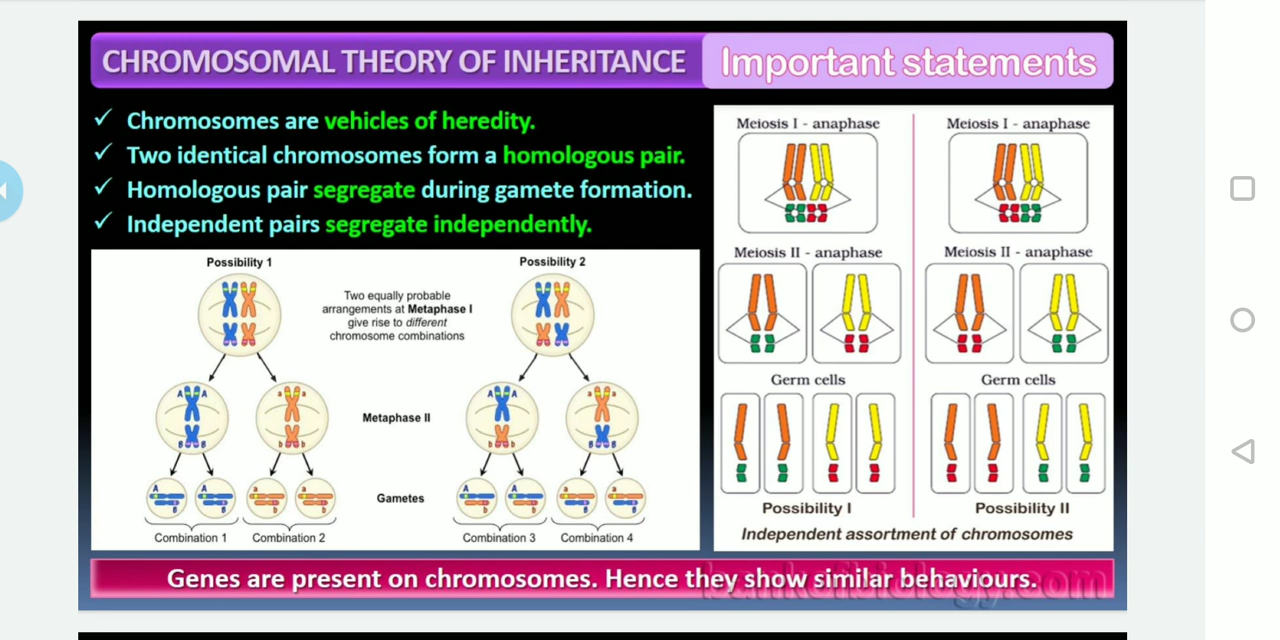 CHROMOSOMAL THEORY OF INHERITANCE
Important statements
✓ Chromosomes are vehicles of heredity.
✓ Two identical chromosomes form a homologous pair.
✓ Homologous pair segregate during gamete formation.
✓ Independent pairs segregate independently.
Possibility 1
Possibility 2
Two equally probable
arrangements at Metaphase I
give rise to different
chromosome combinations
A A
a a
A A
a a
Metaphase II
B B
b b
b b
B B
A A a a
A A a a
Gametes
B B b b
b b B B
Combination 1
Combination 2
Combination 3
Combination 4
Meiosis I - anaphase
Meiosis I - anaphase
Meiosis II - anaphase
Meiosis II - anaphase
Germ cells
Germ cells
Possibility I
Possibility II
Independent assortment of chromosomes
Genes are present on chromosomes. Hence they show similar behaviours.
bankofbiology.com